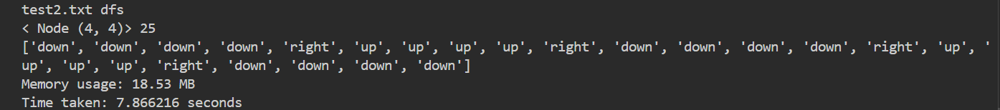 test2.txt dfs
< Node (4, 4)> 25
['down', 'down', 'down', 'down', 'right', 'up', 'up', 'up', 'up', 'right', 'down', 'down', 'down', 'down', 'right', 'up', '
up', 'up', 'up', 'right', 'down', 'down', 'down', 'down']
Memory usage: 18.53 MB
Time taken: 7.866216 seconds